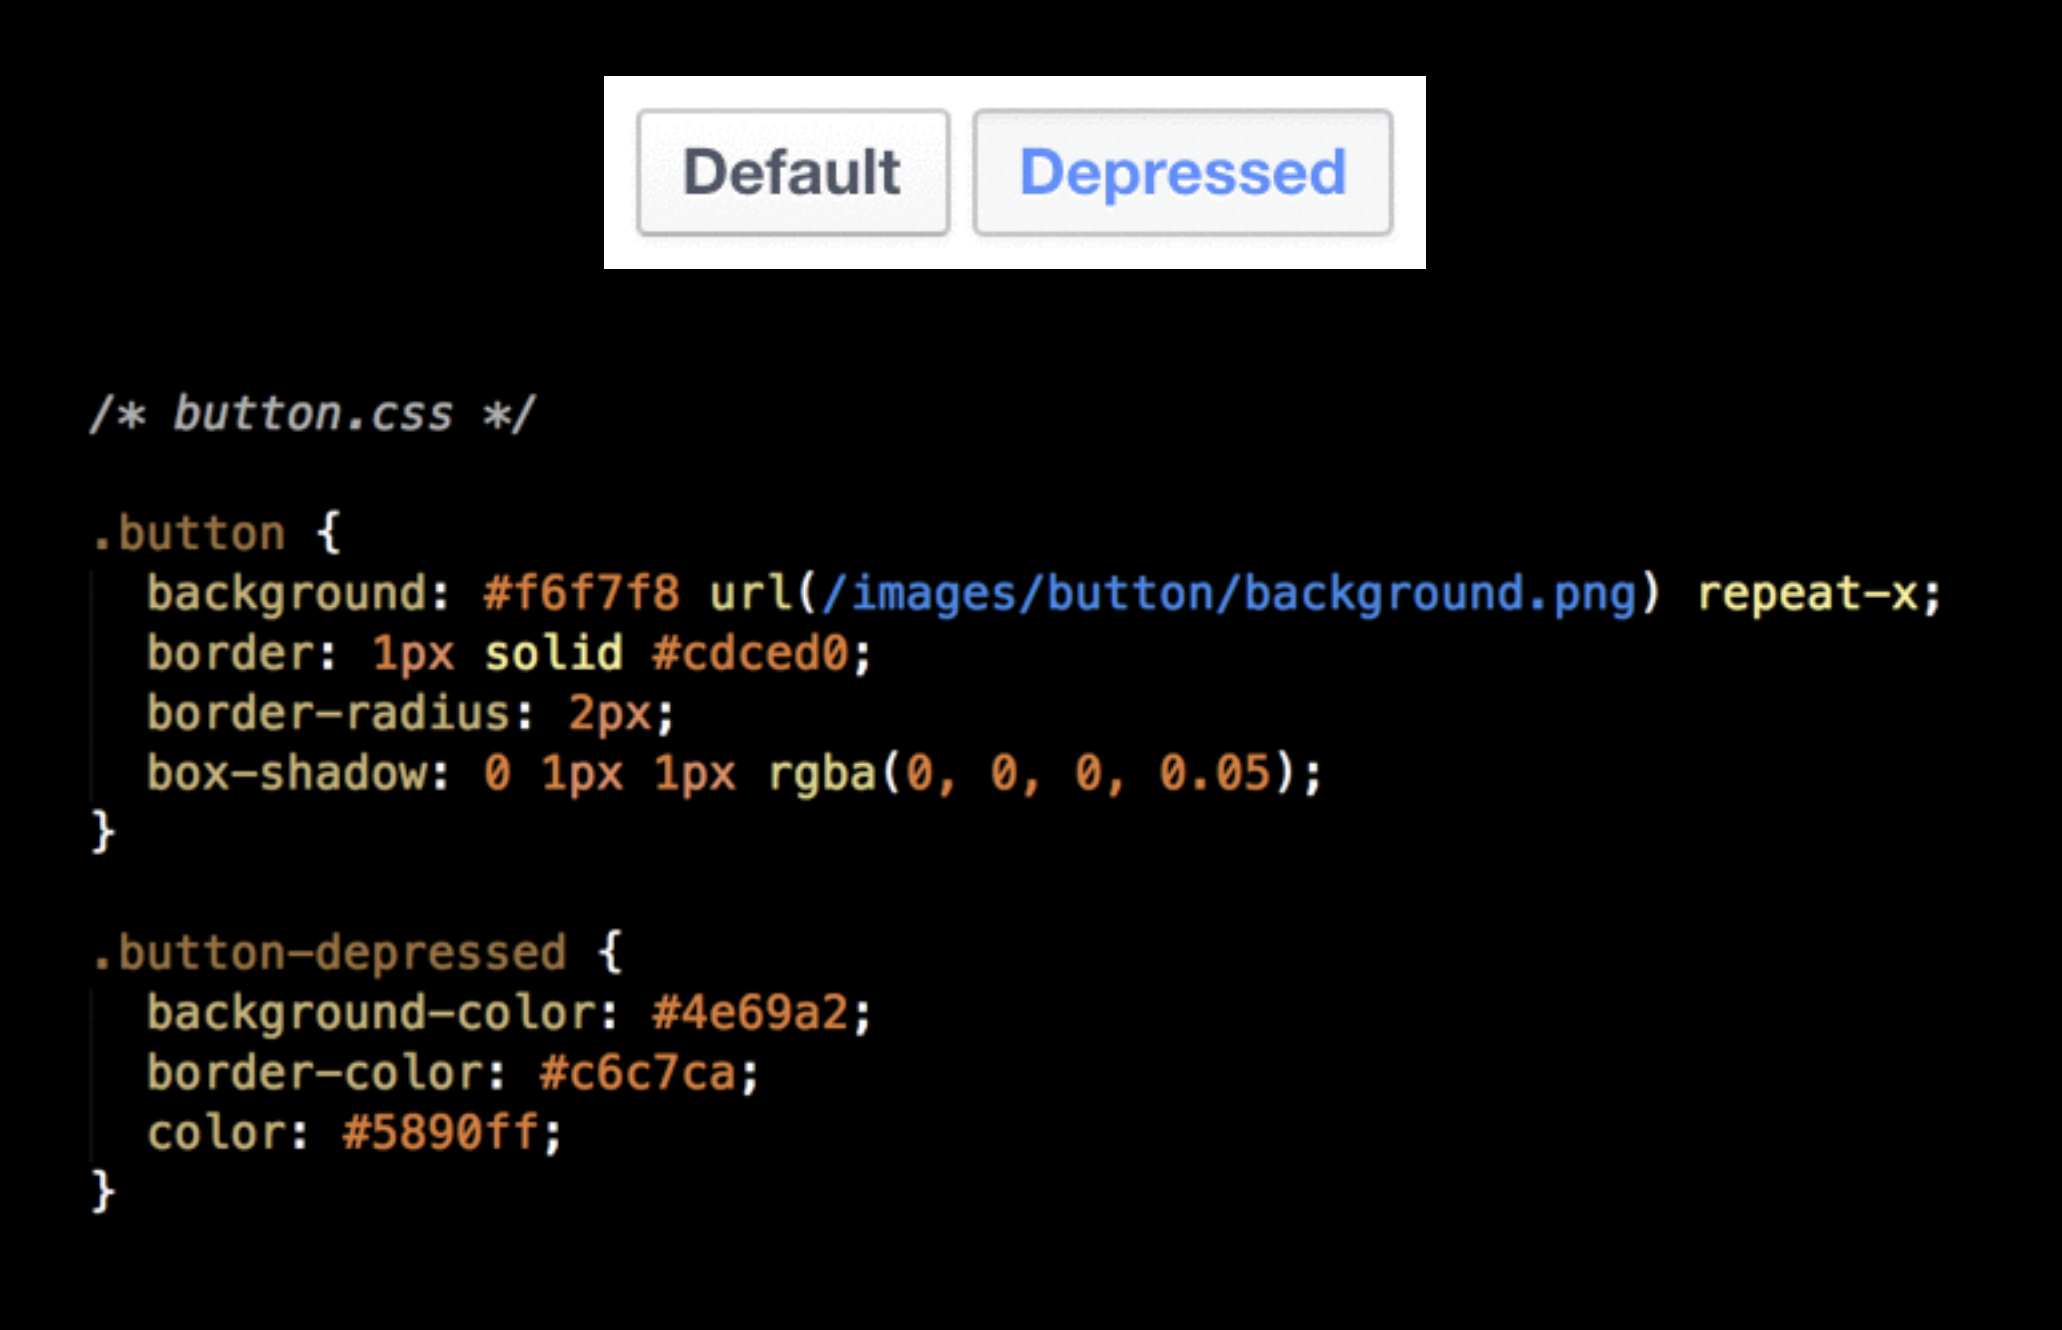 Default Depressed
/* button.css */
.button {
background: #f6f7f8 url(/images/button/background.png) repeat-x;
border: 1px solid #cdced0;
border-radius: 2px;
box-shadow: 0 1px 1px rgba(0, 0, 0, 0.05);
}
.button-depressed {
background-color: #4e69a2;
border-color: #c6c7ca;
color: #5890ff;
}